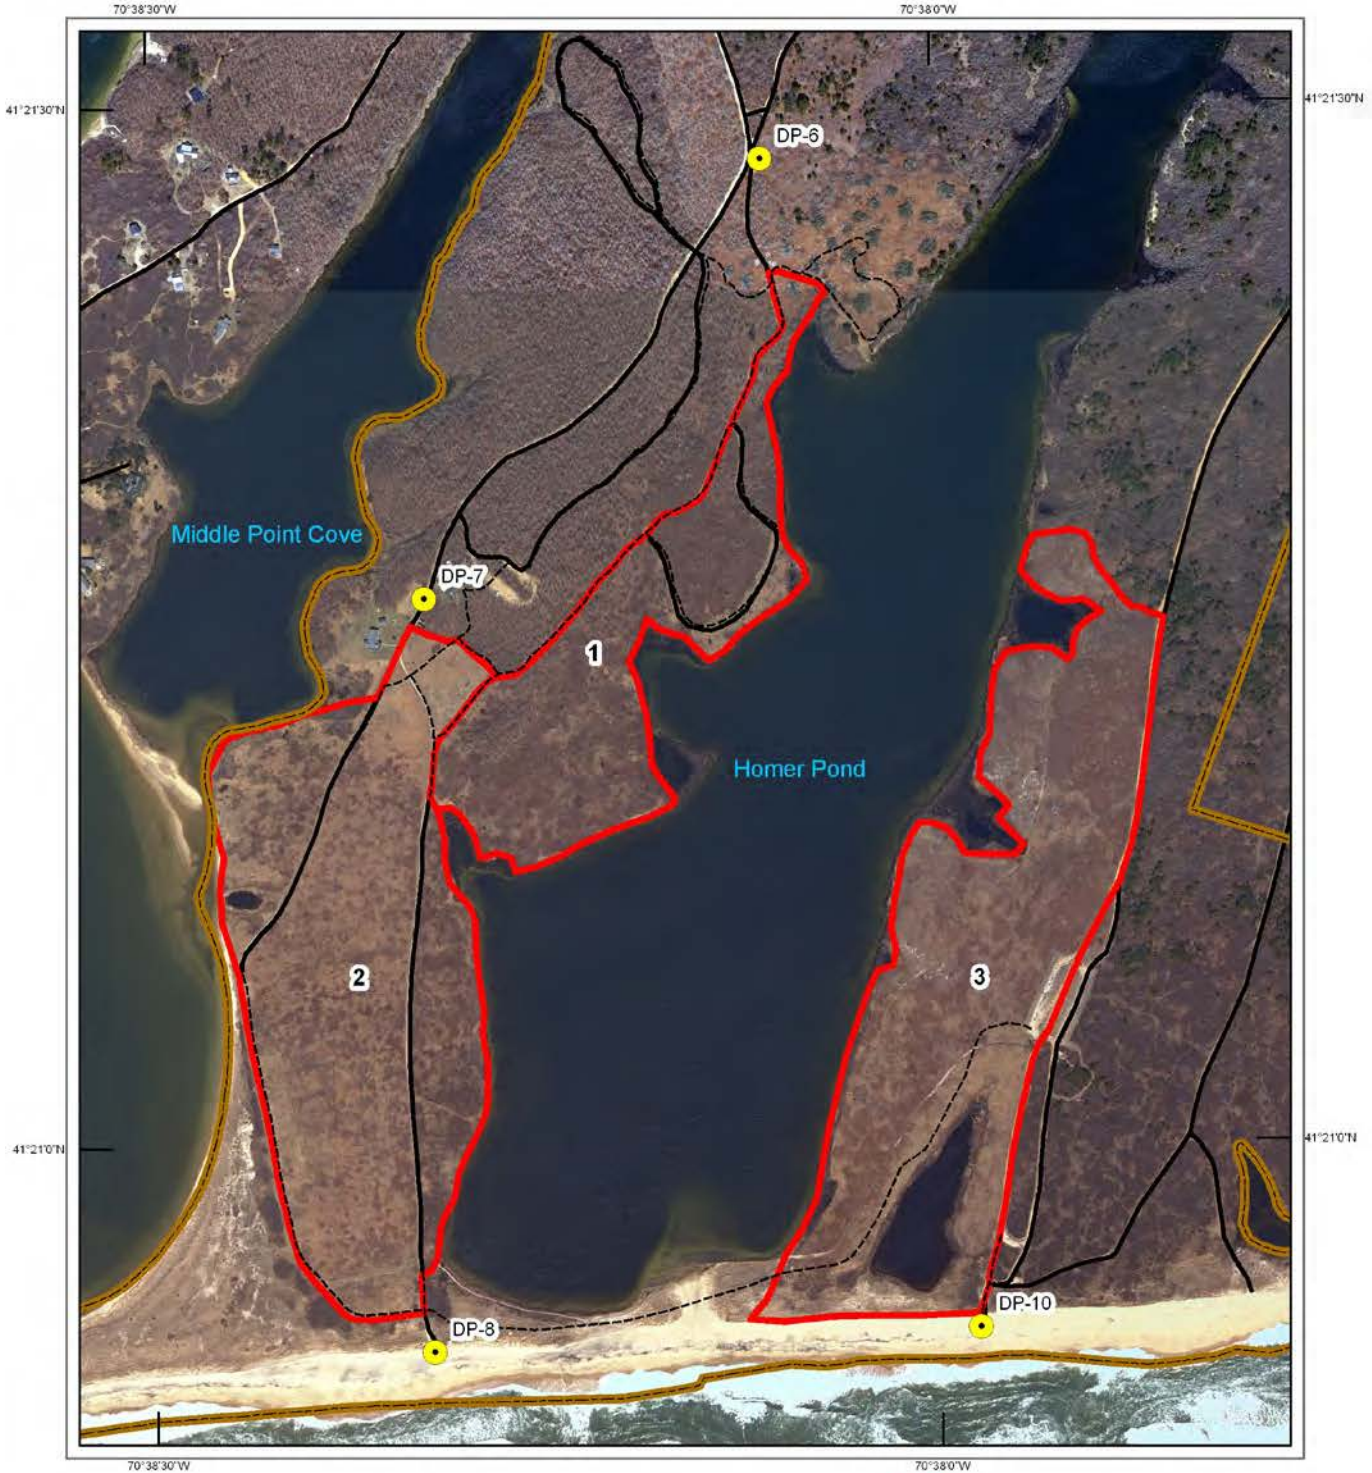 70°38'30"W
70°38'0"W
41°21'30"N
41°21'30"N
DP-6
Middle Point Cove
DP-7
1
Homer Pond
2
3
41°21'0"N
41°21'0"N
DP-10
DP-8
70°38'30"W
70°38'0"W